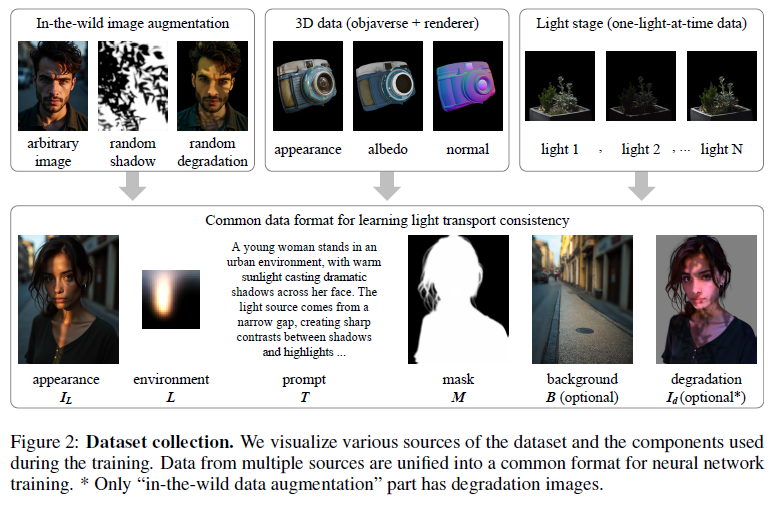 In-the-wild image augmentation
arbitrary image
random shadow
random degradation
3D data (objaverse + renderer)
appearance
albedo
normal
Light stage (one-light-at-time data)
light 1 , light 2 , ... light N
Common data format for learning light transport consistency
A young woman stands in an
urban environment, with warm
sunlight casting dramatic
shadows across her face. The
light source comes from a
narrow gap, creating sharp
contrasts between shadows
and highlights ...
appearance
I_L
environment
L
prompt
T
mask
M
background
B (optional)
degradation
I_d (optional*)
Figure 2: Dataset collection. We visualize various sources of the dataset and the components used
during the training. Data from multiple sources are unified into a common format for neural network
training. * Only “in-the-wild data augmentation” part has degradation images.